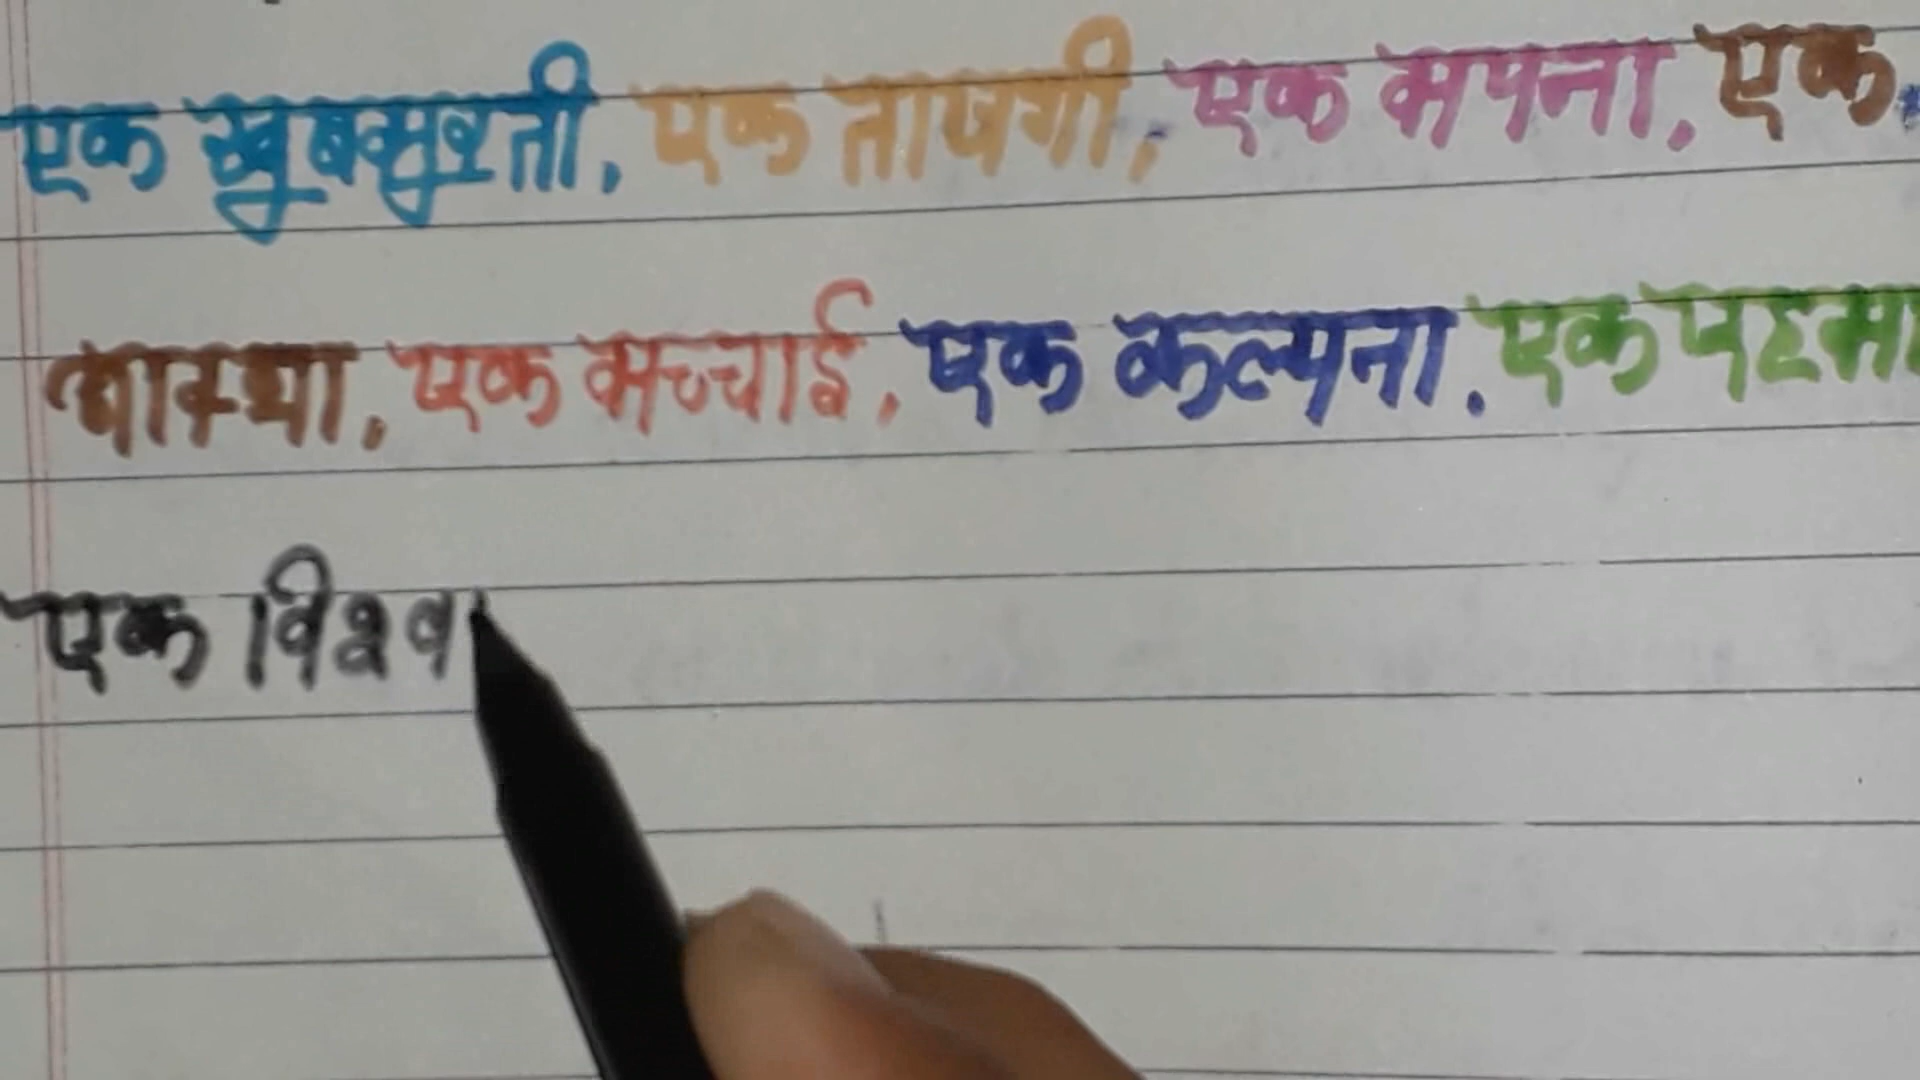 एक खुबसुरती, एक ताजगी, एक सपना, एक
आस्था, एक सच्चाई, एक कल्पना, एक
एक विश्व